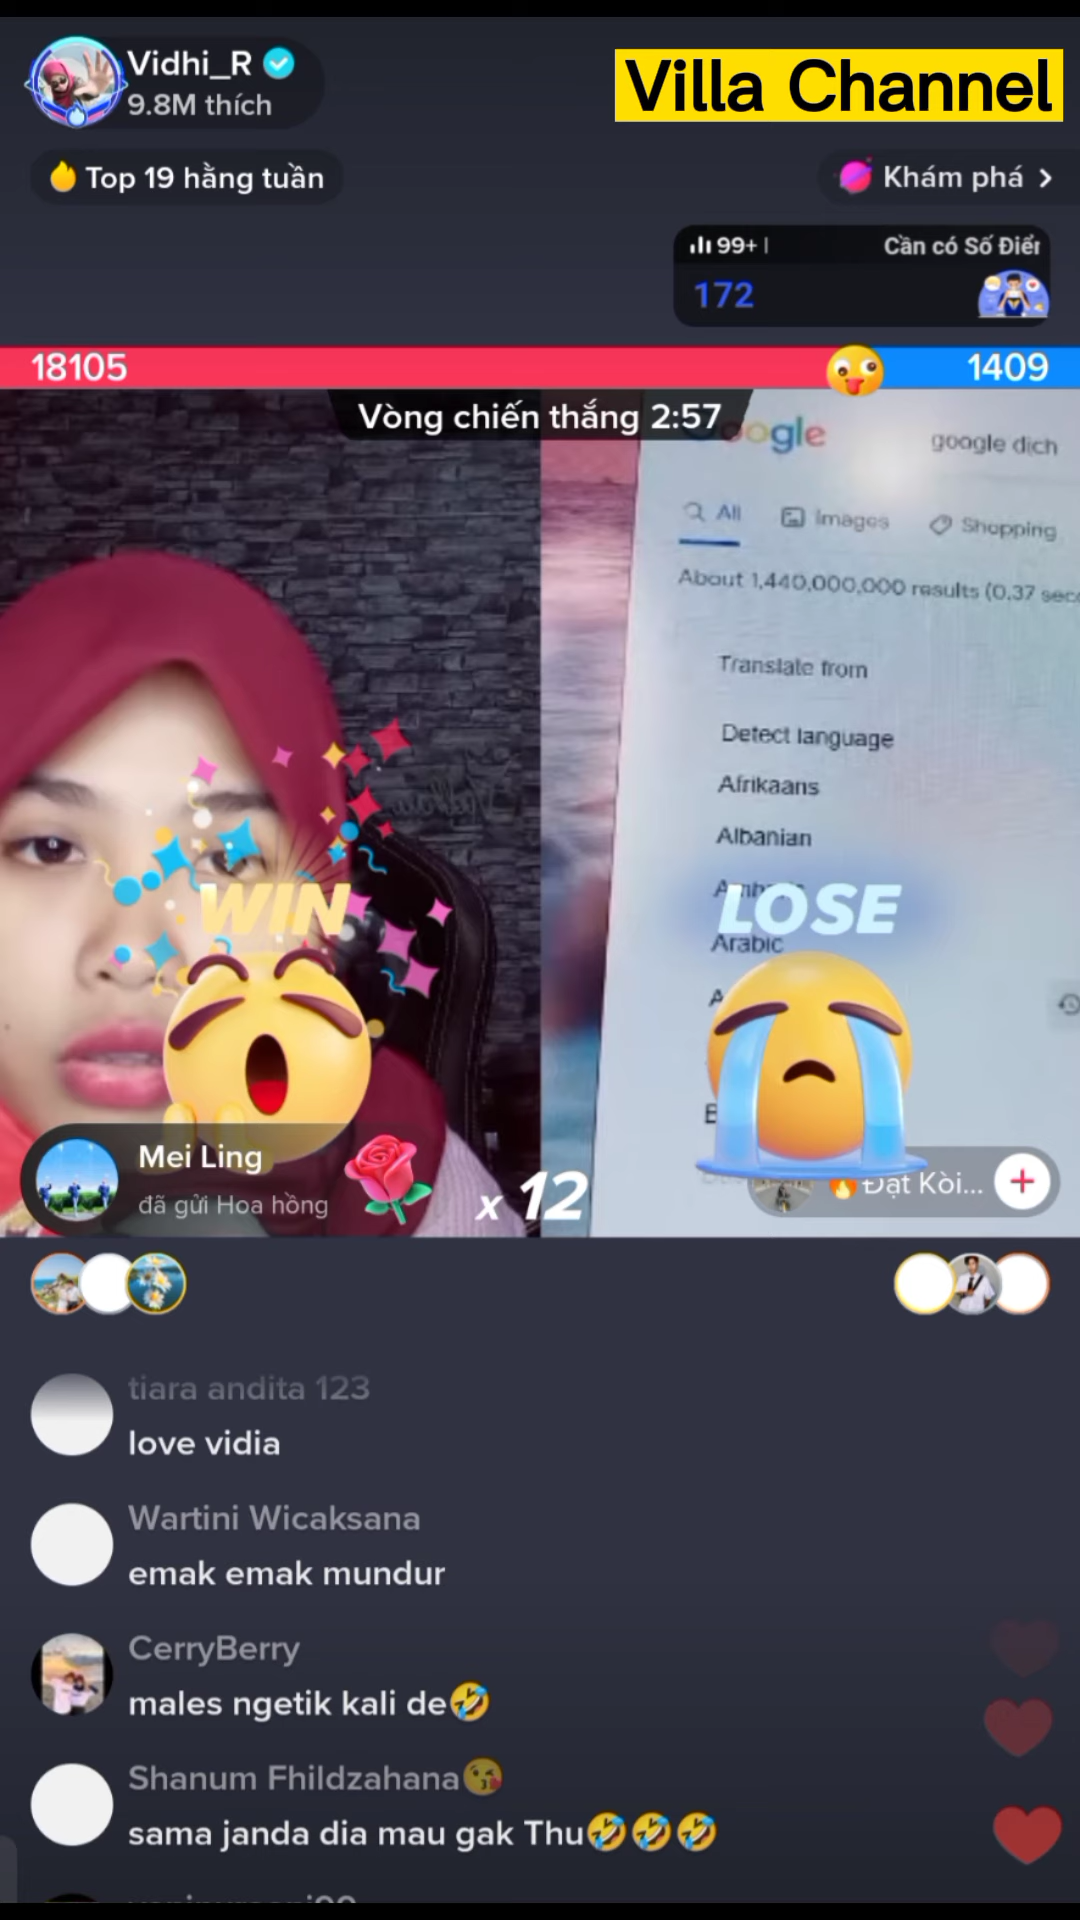 Vidhi_R
9.8M thích
Villa Channel
Top 19 hằng tuần
Khám phá
99+
Cần có Số Điểm
172
18105
1409
Vòng chiến thắng 2:57
google dịch
All
Images
Shopping
About 1,440,000,000 results (0.37 seco
Translate from
Detect language
Afrikaans
Albanian
WIN
LOSE
Arabic
Mei Ling
đã gửi Hoa hồng
x 12
Đạt Kòi...
tiara andita 123
love vidia
Wartini Wicaksana
emak emak mundur
CerryBerry
males ngetik kali de🤣
Shanum Fhildzahana😘
sama janda dia mau gak Thu🤣🤣🤣